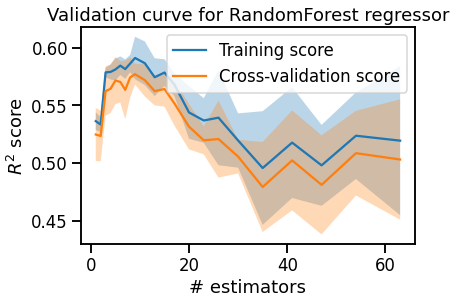 Validation curve for RandomForest regressor
Training score
Cross-validation score
0.60
0.55
0.50
0.45
R² score
0
20
40
60
# estimators